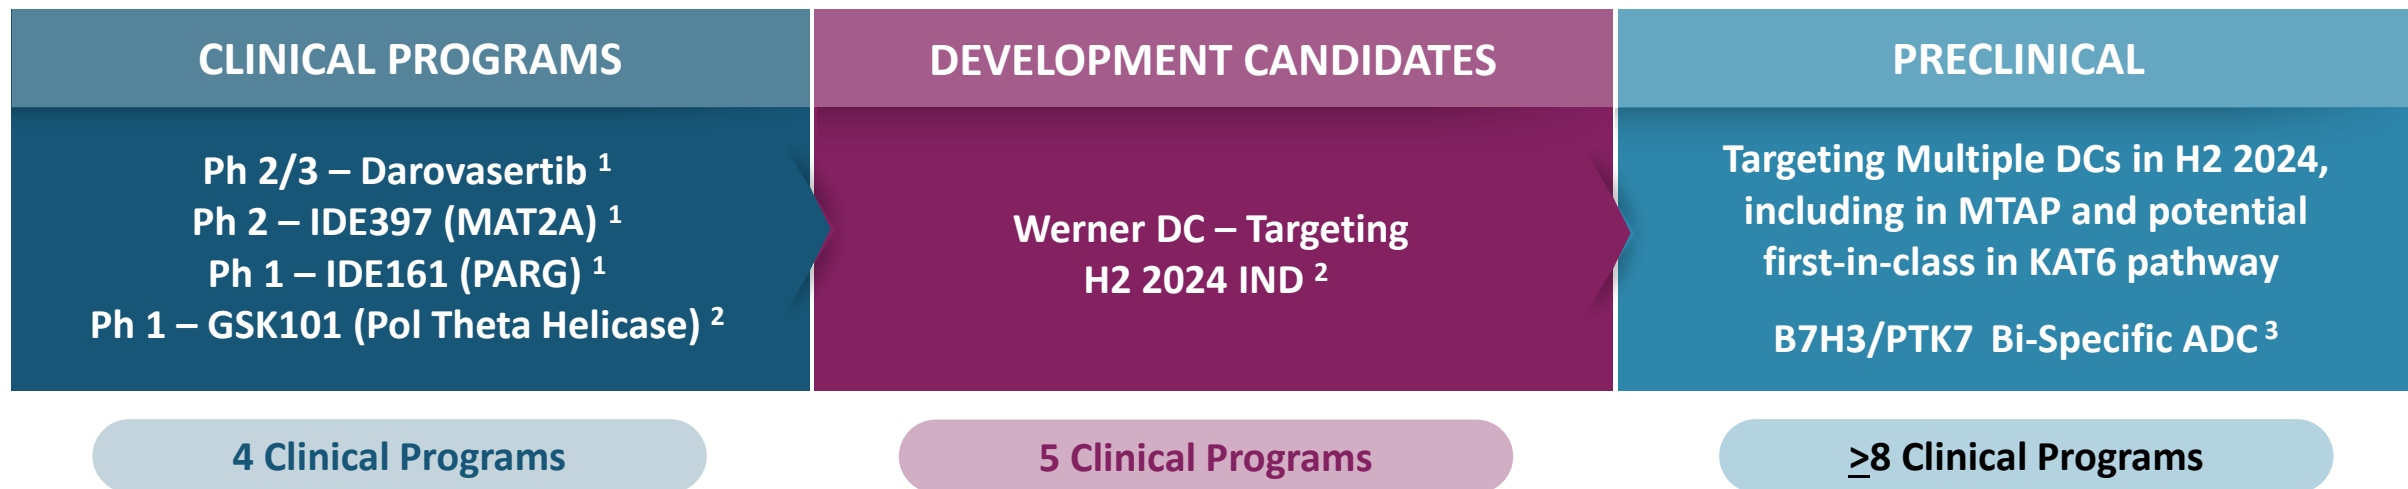 CLINICAL PROGRAMS
Ph 2/3 – Darovasertib ¹
Ph 2 – IDE397 (MAT2A) ¹
Ph 1 – IDE161 (PARG) ¹
Ph 1 – GSK101 (Pol Theta Helicase) ²
4 Clinical Programs
DEVELOPMENT CANDIDATES
Werner DC – Targeting
H2 2024 IND ²
5 Clinical Programs
PRECLINICAL
Targeting Multiple DCs in H2 2024,
including in MTAP and potential
first-in-class in KAT6 pathway
B7H3/PTK7 Bi-Specific ADC ³
≥8 Clinical Programs